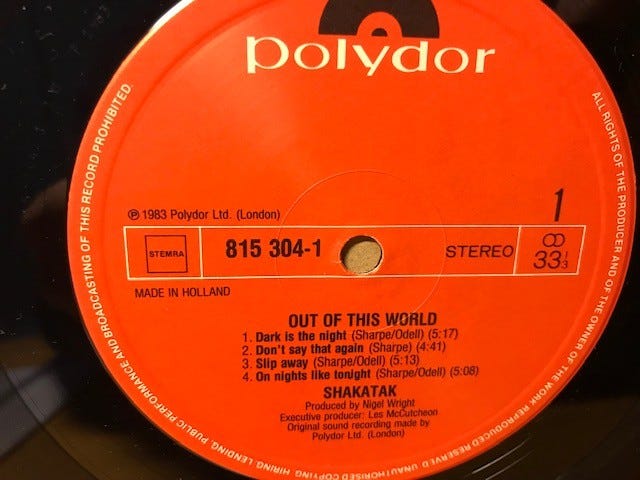 polydor
ALL RIGHTS OF THE PRODUCER AND OF THE OWNER OF THE WORK REPRODUCED RESERVED. UNAUTHORISED COPYING, HIRING, LENDING, PUBLIC PERFORMANCE AND BROADCASTING OF THIS RECORD PROHIBITED.
℗ 1983 Polydor Ltd. (London)
1
STEMRA
815 304-1
STEREO
33 1/3
MADE IN HOLLAND
OUT OF THIS WORLD
1. Dark is the night (Sharpe/Odell) (5:17)
2. Don't say that again (Sharpe) (4:41)
3. Slip away (Sharpe/Odell) (5:13)
4. On nights like tonight (Sharpe/Odell) (5:08)
SHAKATAK
Produced by Nigel Wright
Executive producer: Les McCutcheon
Original sound recording made by
Polydor Ltd. (London)